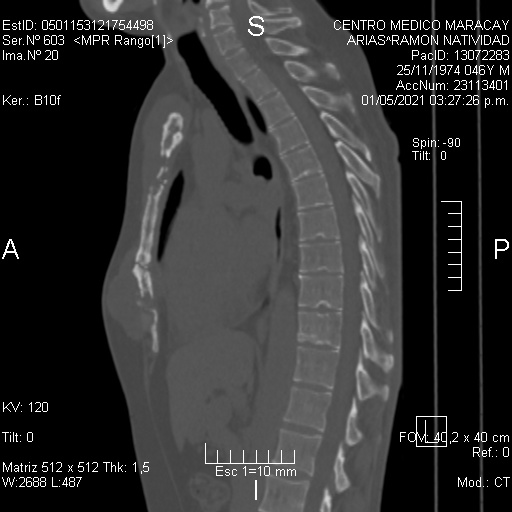 EstID: 0501153121754498
Ser.Nº 603 <MPR Rango[1]>
Ima.Nº 20
Ker.: B10f
S
CENTRO MEDICO MARACAY
ARIAS^RAMON NATIVIDAD
PacID: 13072283
25/11/1974 046Y M
AccNum: 23113401
01/05/2021 03:27:26 p.m.
Spin: -90
Tilt: 0
A
P
KV: 120
Tilt: 0
Matriz 512 x 512 Thk: 1,5
W:2688 L:487
Esc 1=10 mm
I
FOM: 40,2 x 40 cm
Ref.: 0
Mod.: CT